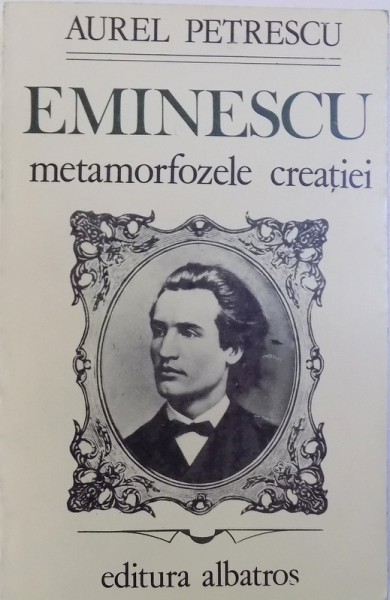 AUREL PETRESCU
EMINESCU
metamorfozele creației
editura albatros